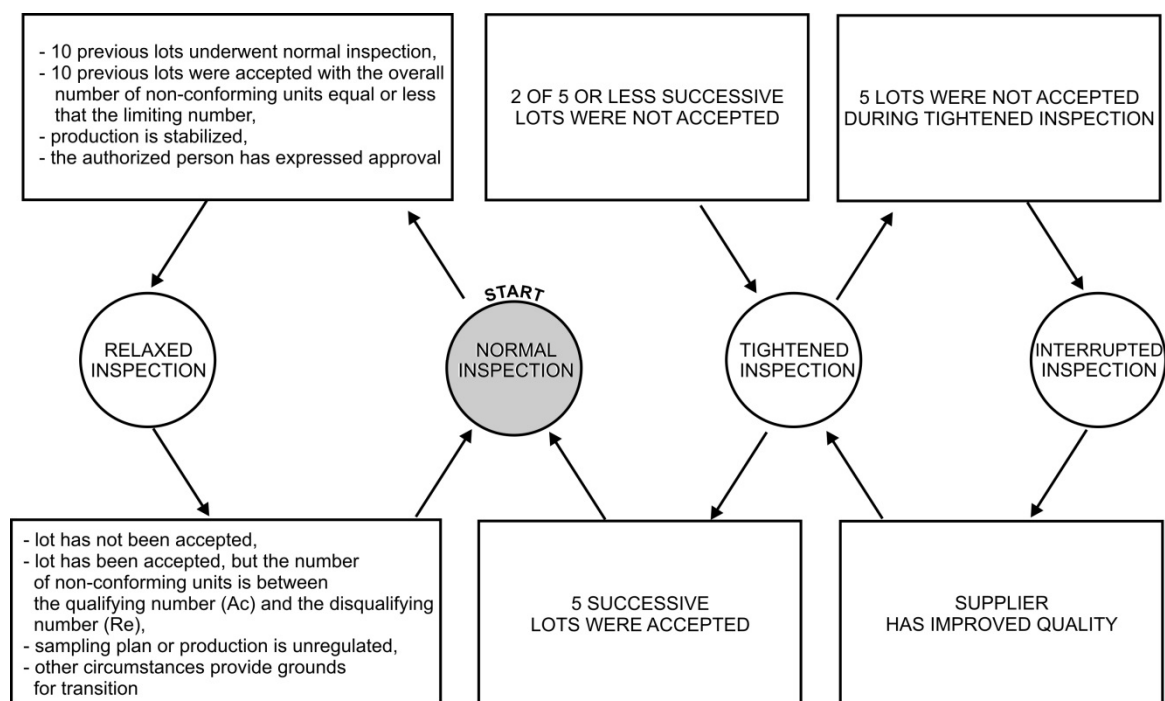 - 10 previous lots underwent normal inspection,
- 10 previous lots were accepted with the overall
number of non-conforming units equal or less
that the limiting number,
- production is stabilized,
- the authorized person has expressed approval
2 OF 5 OR LESS SUCCESSIVE
LOTS WERE NOT ACCEPTED
5 LOTS WERE NOT ACCEPTED
DURING TIGHTENED INSPECTION
RELAXED
INSPECTION
START
NORMAL
INSPECTION
TIGHTENED
INSPECTION
INTERRUPTED
INSPECTION
- lot has not been accepted,
- lot has been accepted, but the number
of non-conforming units is between
the qualifying number (Ac) and the disqualifying
number (Re),
- sampling plan or production is unregulated,
- other circumstances provide grounds
for transition
5 SUCCESSIVE
LOTS WERE ACCEPTED
SUPPLIER
HAS IMPROVED QUALITY